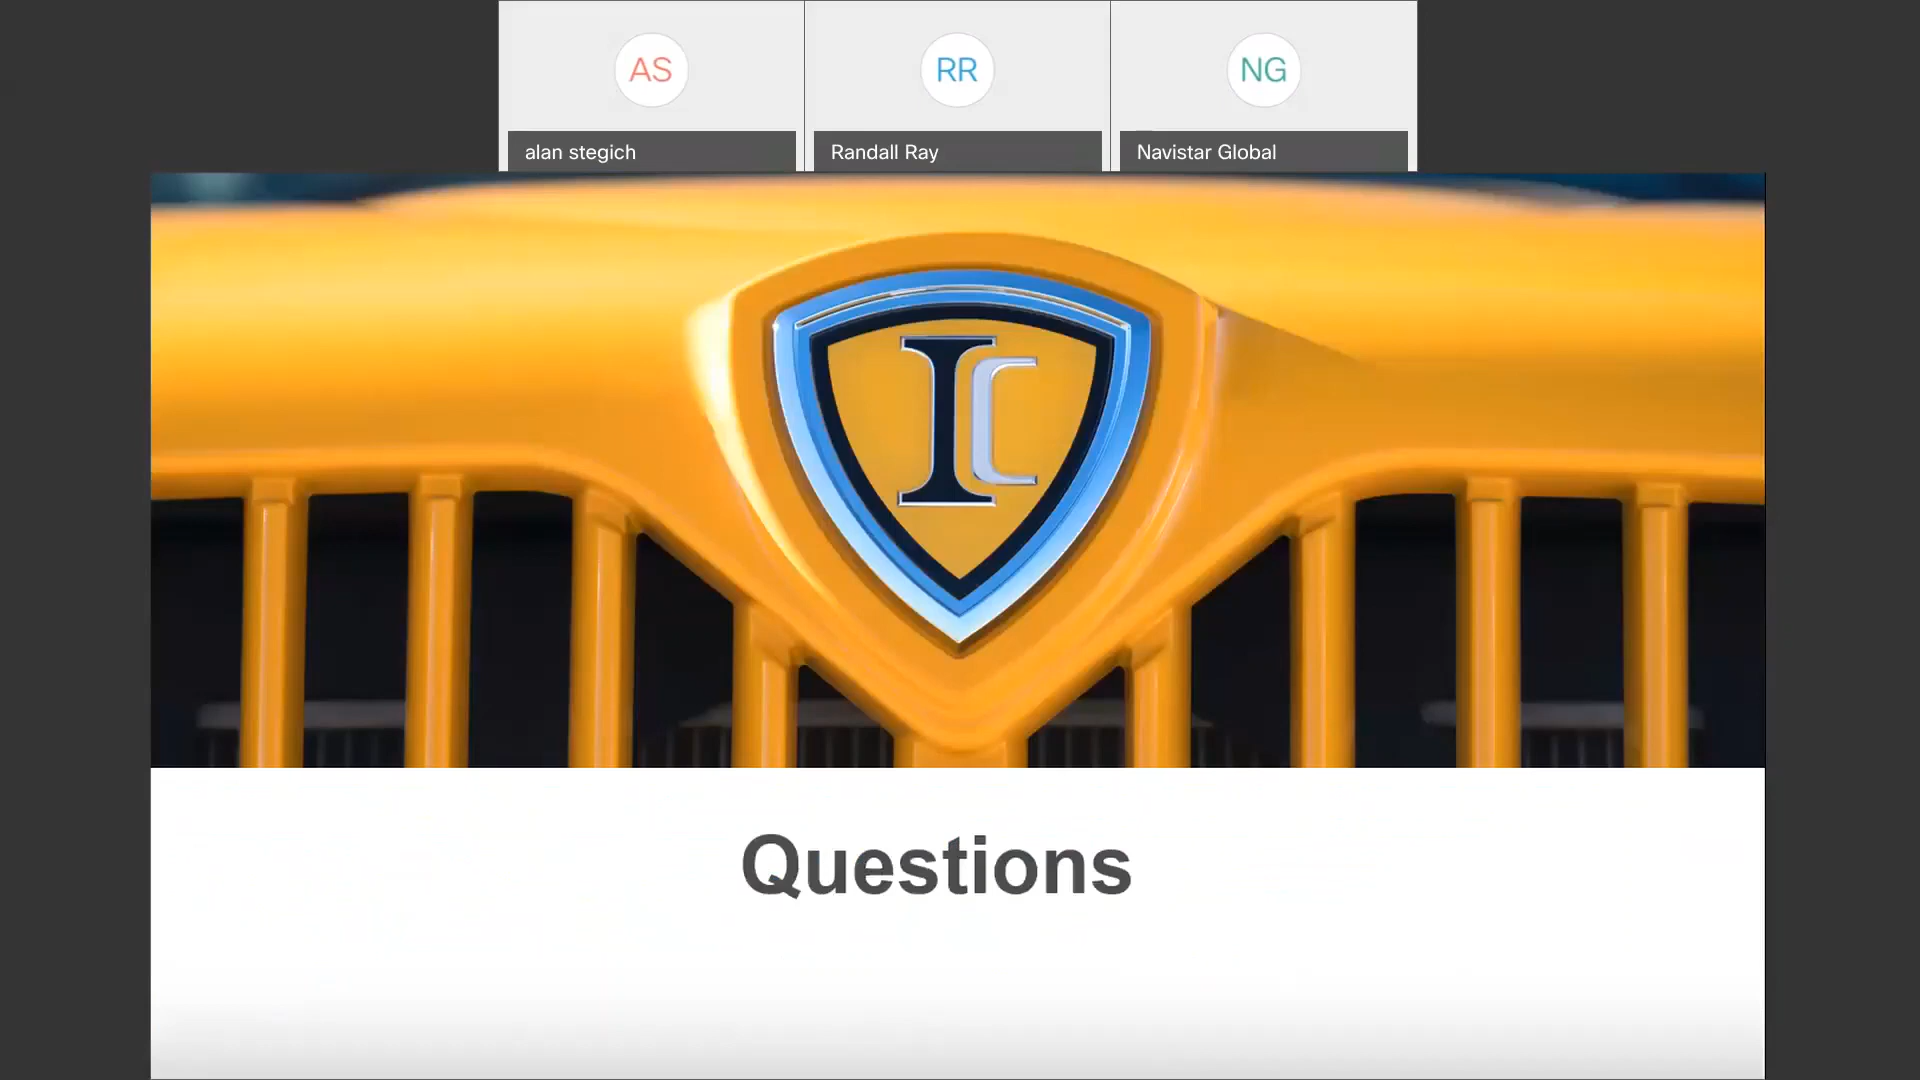 AS
RR
NG
alan stegich
Randall Ray
Navistar Global
IC
Questions